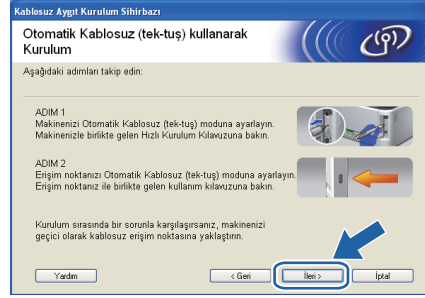 Kablosuz Aygıt Kurulum Sihirbazı
Otomatik Kablosuz (tek-tuş) kullanarak
Kurulum
Aşağıdaki adımları takip edin:
ADIM 1
Makinenizi Otomatik Kablosuz (tek-tuş) moduna ayarlayın.
Makinenizle birlikte gelen Hızlı Kurulum Kılavuzuna bakın.
ADIM 2
Erişim noktanızı Otomatik Kablosuz (tek-tuş) moduna ayarlayın.
Erişim noktanız ile birlikte gelen kullanım kılavuzuna bakın.
Kurulum sırasında bir sorunla karşılaşırsanız, makinenizi
geçici olarak kablosuz erişim noktasına yaklaştırın.
Yardım
< Geri
İleri >
İptal